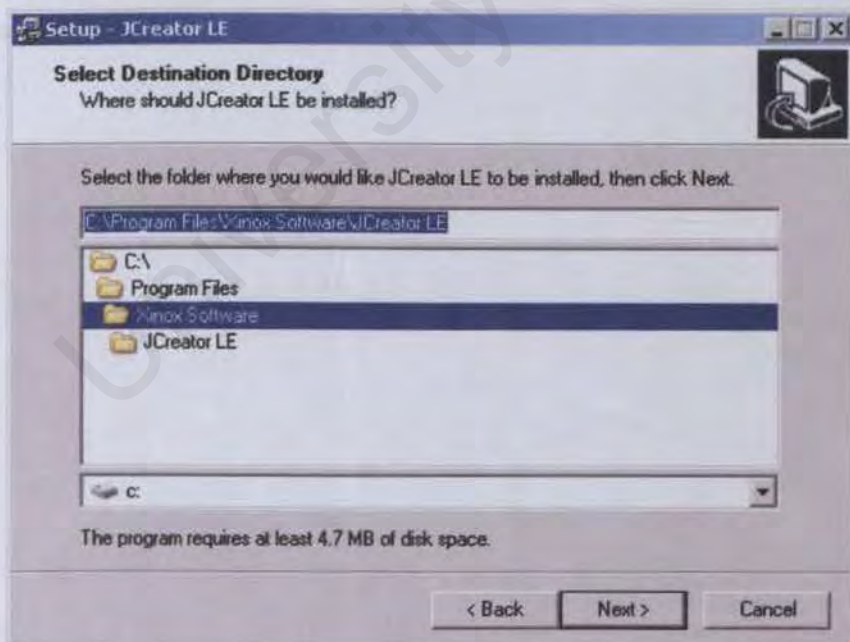 Setup - JCreator LE
Select Destination Directory
Where should JCreator LE be installed?
Select the folder where you would like JCreator LE to be installed, then click Next.
C:\Program Files\Xinox Software\JCreator LE
C:\
Program Files
Xinox Software
JCreator LE
c:
The program requires at least 4.7 MB of disk space.
< Back
Next >
Cancel
University